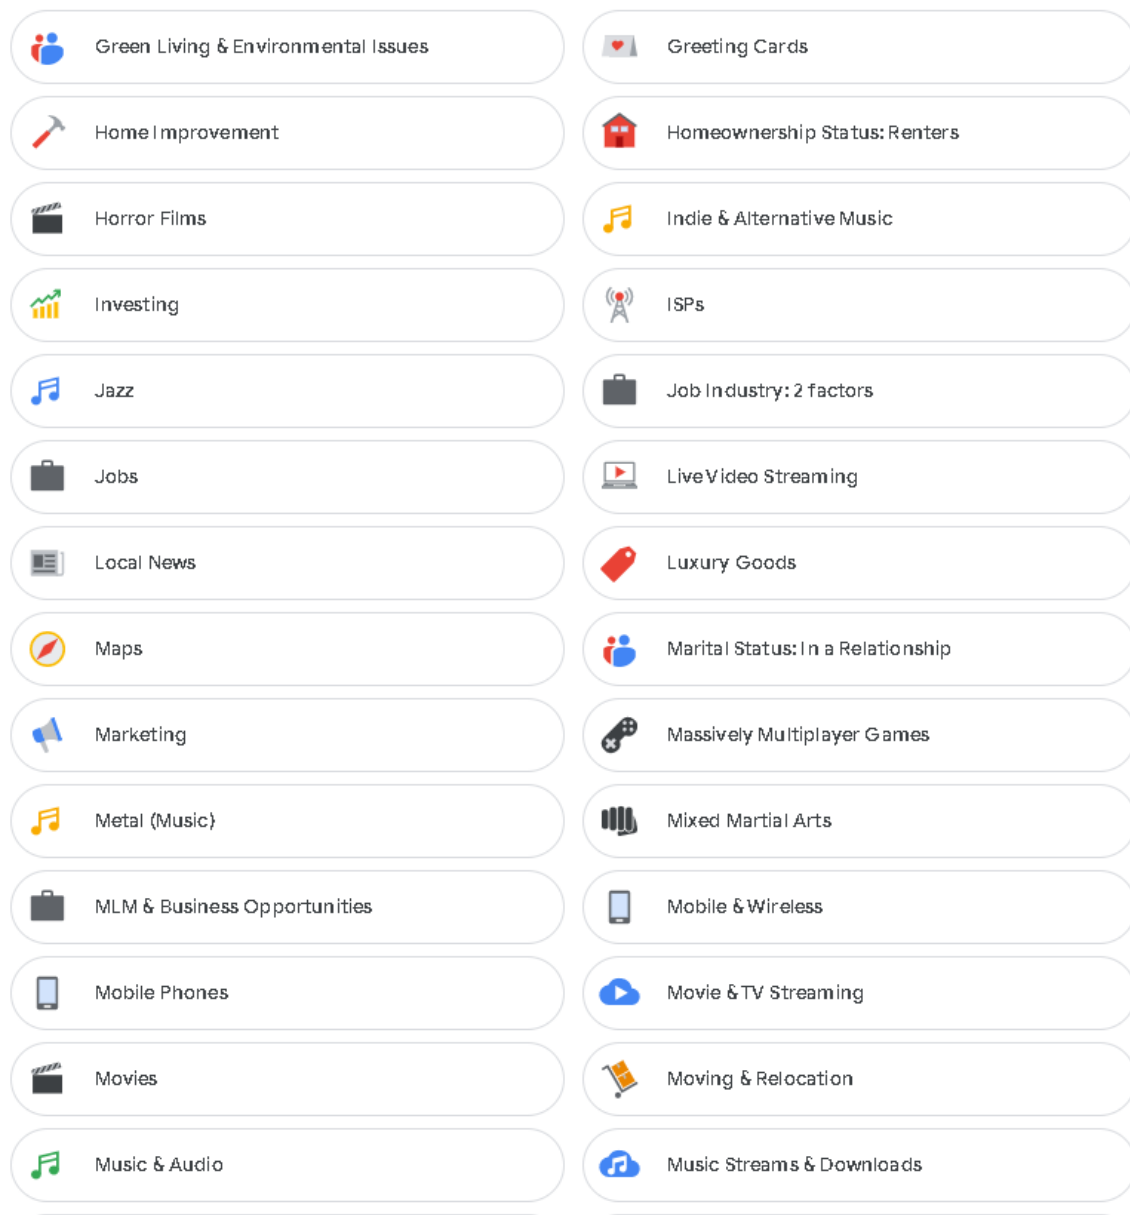 Green Living & Environmental Issues
Greeting Cards
Home Improvement
Homeownership Status: Renters
Horror Films
Indie & Alternative Music
Investing
ISPs
Jazz
Job Industry: 2 factors
Jobs
Live Video Streaming
Local News
Luxury Goods
Maps
Marital Status: In a Relationship
Marketing
Massively Multiplayer Games
Metal (Music)
Mixed Martial Arts
MLM & Business Opportunities
Mobile & Wireless
Mobile Phones
Movie & TV Streaming
Movies
Moving & Relocation
Music & Audio
Music Streams & Downloads